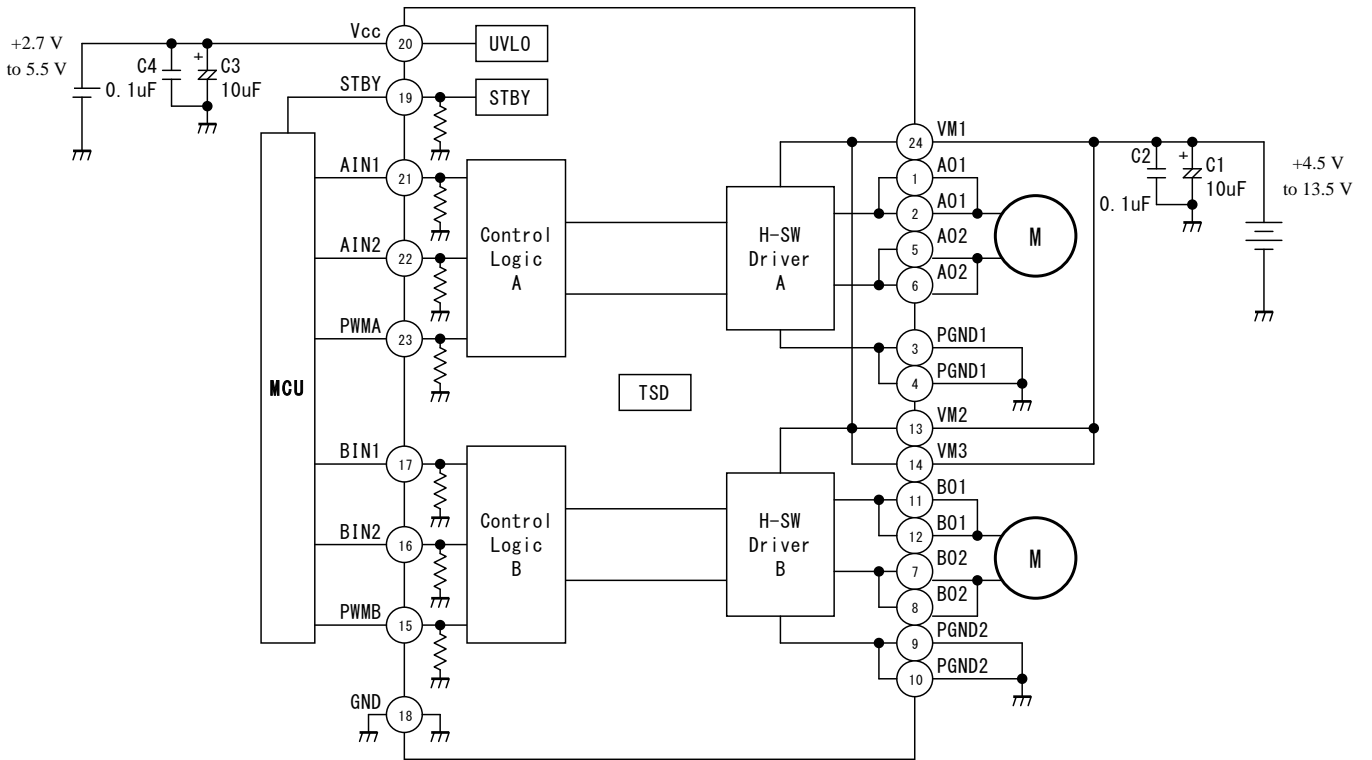 Vcc
20
UVLO
+2.7 V
to 5.5 V
C4
0.1uF
+
C3
10uF
STBY
19
STBY
MCU
AIN1
21
AIN2
22
PWMA
23
Control
Logic
A
H-SW
Driver
A
TSD
BIN1
17
BIN2
16
PWMB
15
Control
Logic
B
H-SW
Driver
B
GND
18
24
VM1
1
AO1
2
AO1
5
AO2
6
AO2
M
3
PGND1
4
PGND1
13
VM2
14
VM3
11
BO1
12
BO1
7
BO2
8
BO2
M
9
PGND2
10
PGND2
C2
0.1uF
+
C1
10uF
+4.5 V
to 13.5 V